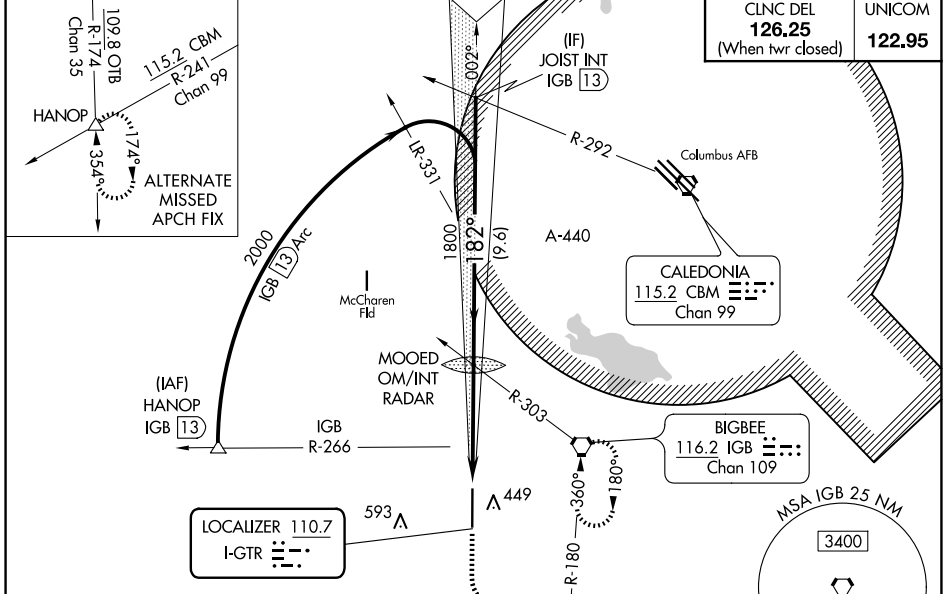 109.8 OTB
R-174
Chan 35
115.2 CBM
R-241
Chan 99
HANOP
174°
354°
ALTERNATE
MISSED
APCH FIX
CLNC DEL
126.25
(When twr closed)
UNICOM
122.95
(IF)
JOIST INT
IGB 13
002°
R-292
Columbus AFB
LR-331
1800
182°
(9.6)
A-440
2000
IGB 13 Arc
McCharen
Fld
CALEDONIA
115.2 CBM
Chan 99
MOOED
OM/INT
RADAR
R-303
(IAF)
HANOP
IGB 13
IGB
R-266
BIGBEE
116.2 IGB
Chan 109
360°
180°
R-180
593
449
LOCALIZER 110.7
I-GTR
MSA IGB 25 NM
3400